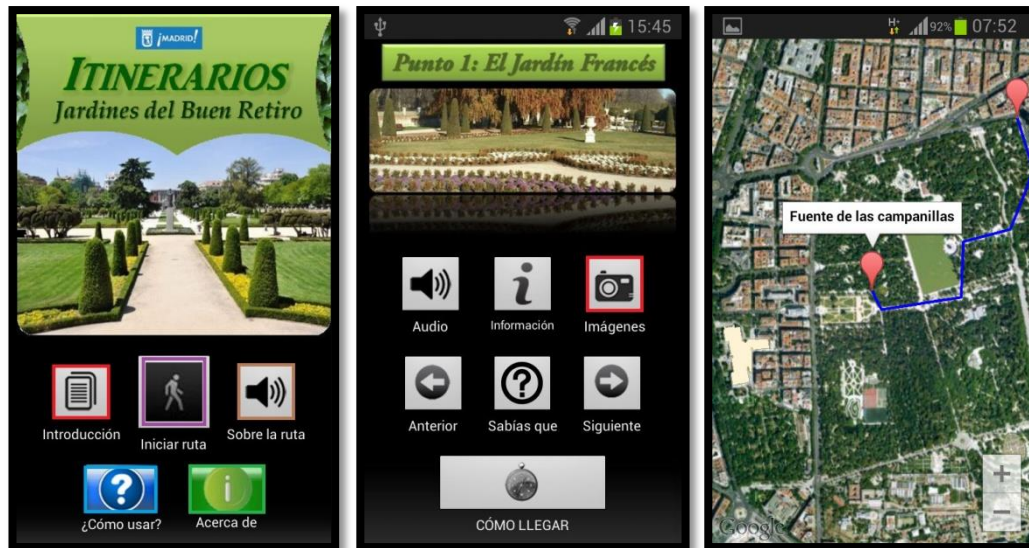 ¡MADRID!
ITINERARIOS
Jardines del Buen Retiro
Introducción
Iniciar ruta
Sobre la ruta
¿Cómo usar?
Acerca de
15:45
Punto 1: El Jardín Francés
Audio
Información
Imágenes
Anterior
Sabías que
Siguiente
CÓMO LLEGAR
H+ 92% 07:52
Fuente de las campanillas
Google